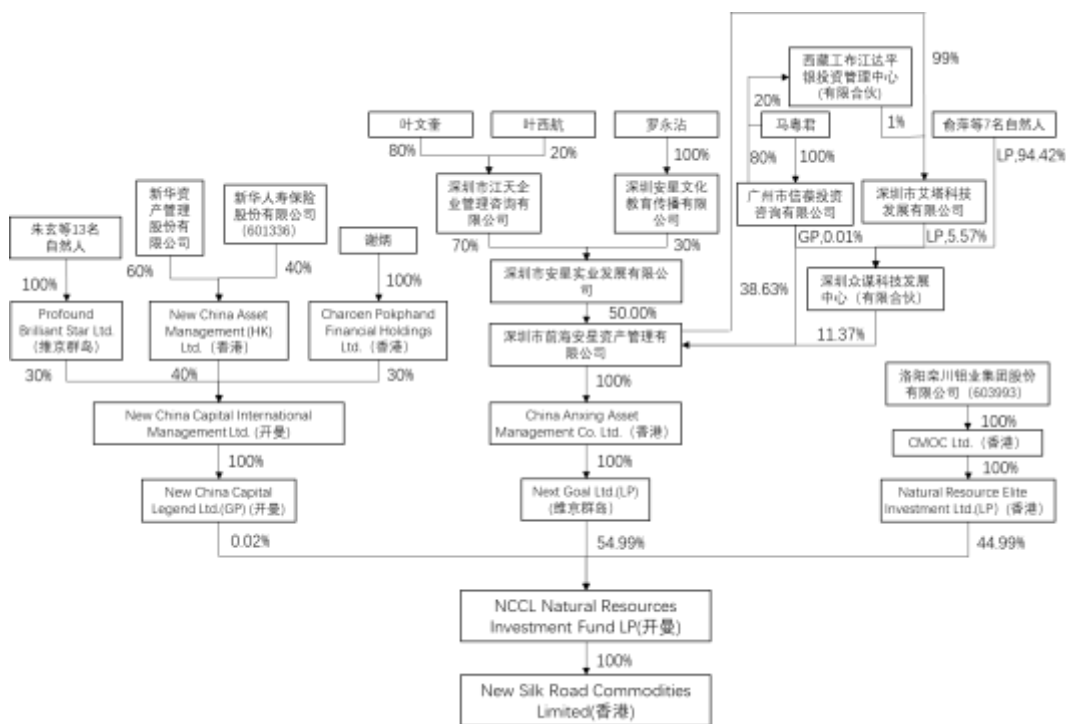 西藏工布江达平
银投资管理中心
(有限合伙)
99%
20%
1%
叶文奎
叶西航
罗永沾
马粤君
俞萍等7名自然人
80%
20%
100%
80%
100%
LP,94.42%
新华资
产管理
股份有
限公司
新华人寿保险
股份有限公司
(601336)
深圳市江天企
业管理咨询有
限公司
深圳安星文化
教育传播有限
公司
广州市信葆投资
咨询有限公司
深圳市艾塔科技
发展有限公司
朱玄等13名
自然人
谢炳
70%
30%
GP,0.01%
LP,5.57%
60%
40%
100%
100%
深圳市安星实业发展有限公
司
38.63%
深圳众谋科技发展
中心（有限合伙）
Profound
Brilliant Star Ltd.
(维京群岛)
New China Asset
Management(HK)
Ltd.（香港）
Charoen Pokphand
Financial Holdings
Ltd.（香港）
50.00%
深圳市前海安星资产管理有
限公司
11.37%
30%
40%
30%
100%
洛阳栾川钼业集团股份
有限公司（603993）
New China Capital International
Management Ltd. (开曼)
China Anxing Asset
Management Co. Ltd.（香港）
100%
CMOC Ltd.（香港）
100%
100%
100%
New China Capital
Legend Ltd.(GP) (开曼)
Next Goal Ltd.(LP)
(维京群岛)
Natural Resource Elite
Investment Ltd.(LP)（香港）
0.02%
54.99%
44.99%
NCCL Natural Resources
Investment Fund LP(开曼)
100%
New Silk Road Commodities
Limited(香港)